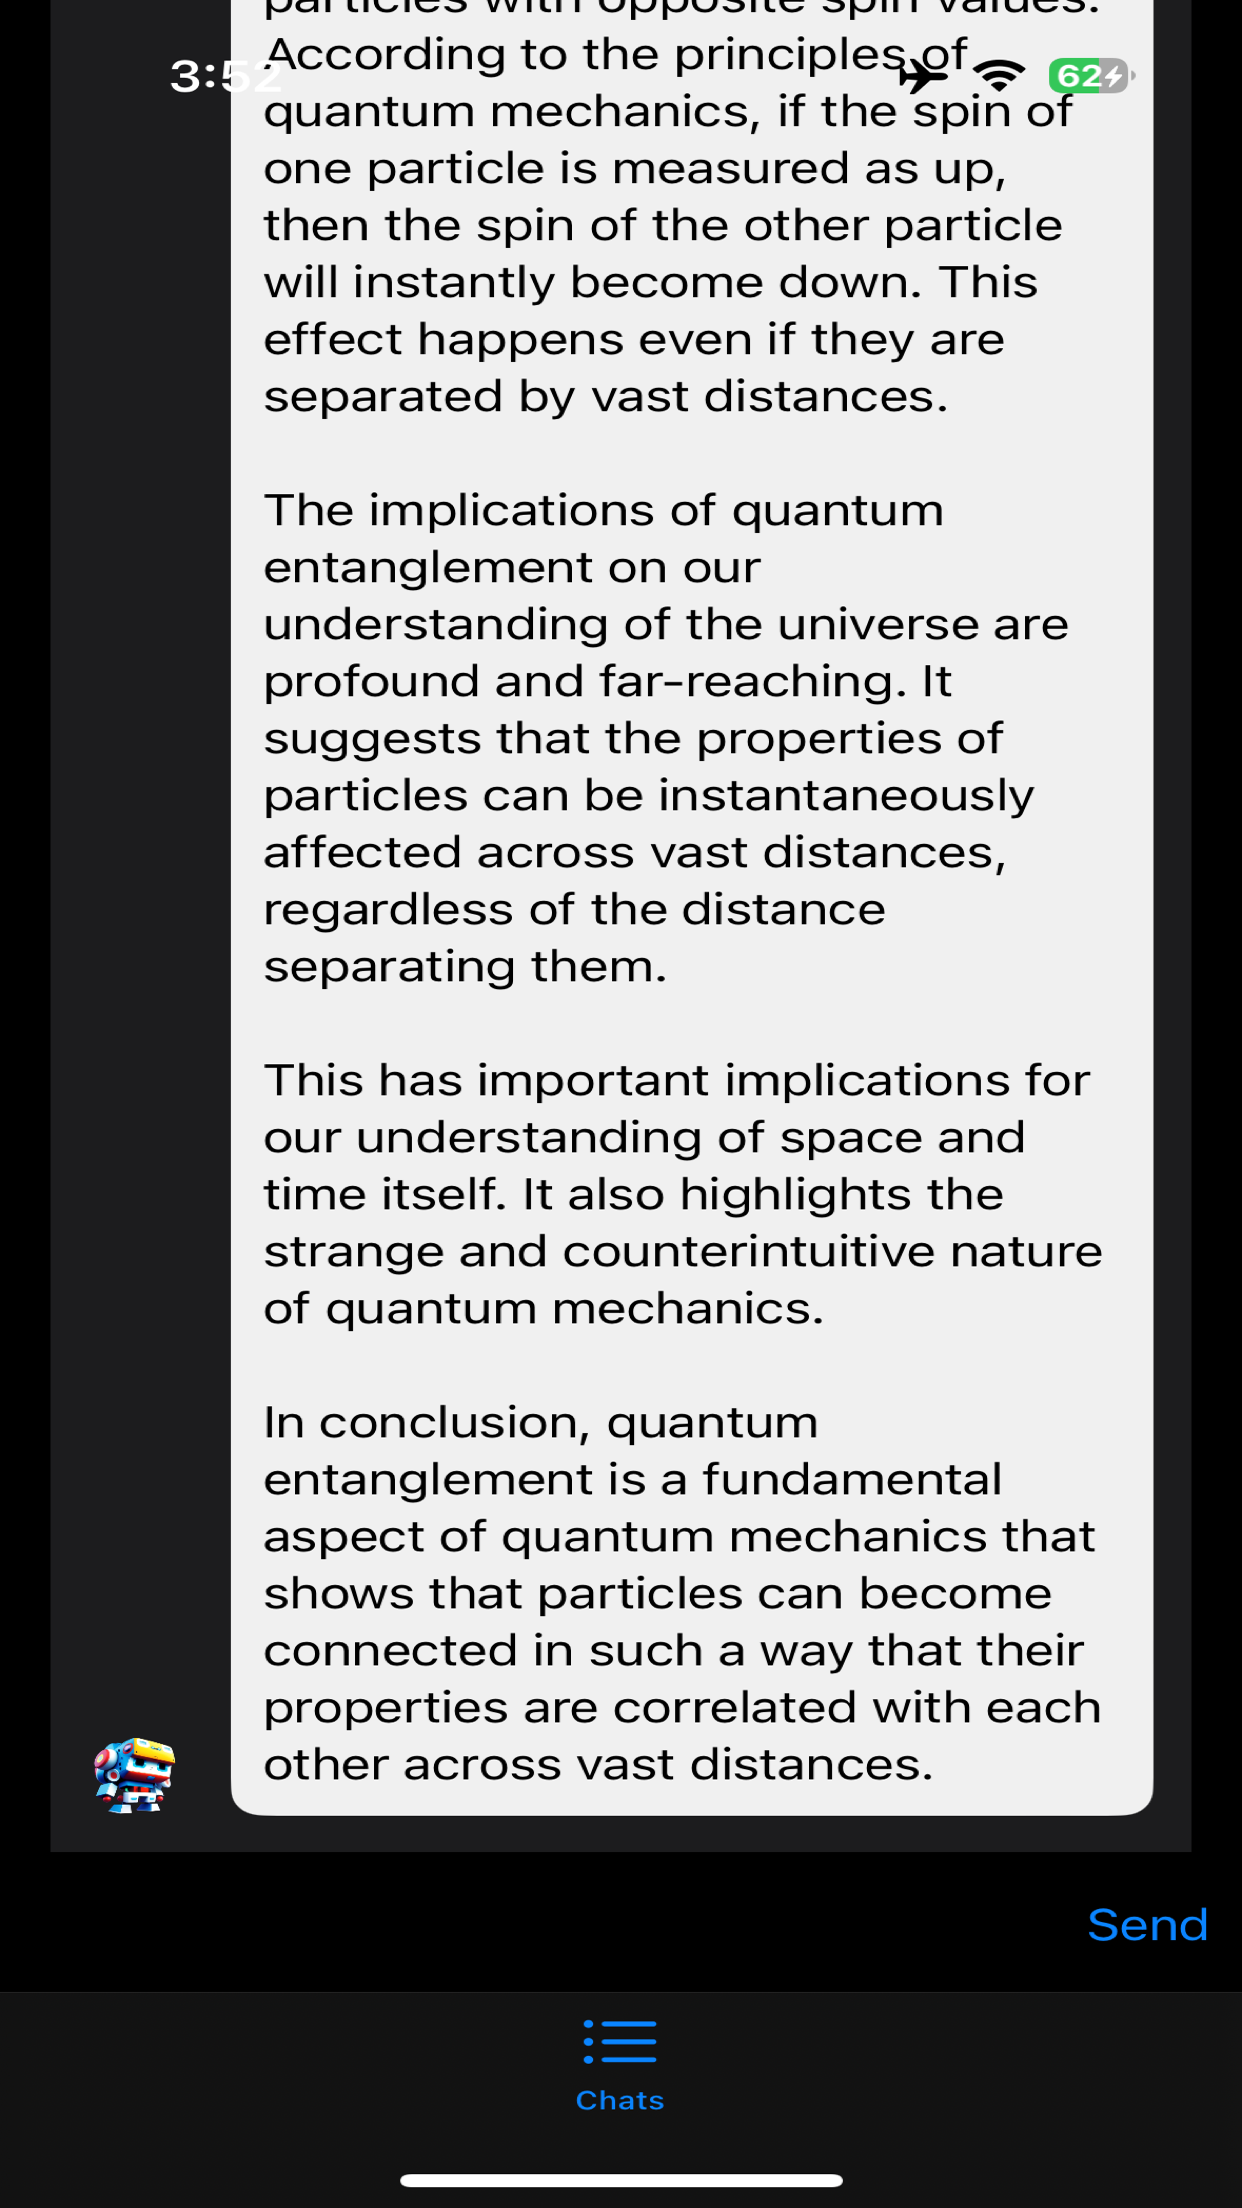 particles with opposite spin values.
According to the principles of
3:52
62
quantum mechanics, if the spin of
one particle is measured as up,
then the spin of the other particle
will instantly become down. This
effect happens even if they are
separated by vast distances.
The implications of quantum
entanglement on our
understanding of the universe are
profound and far-reaching. It
suggests that the properties of
particles can be instantaneously
affected across vast distances,
regardless of the distance
separating them.
This has important implications for
our understanding of space and
time itself. It also highlights the
strange and counterintuitive nature
of quantum mechanics.
In conclusion, quantum
entanglement is a fundamental
aspect of quantum mechanics that
shows that particles can become
connected in such a way that their
properties are correlated with each
other across vast distances.
Send
Chats